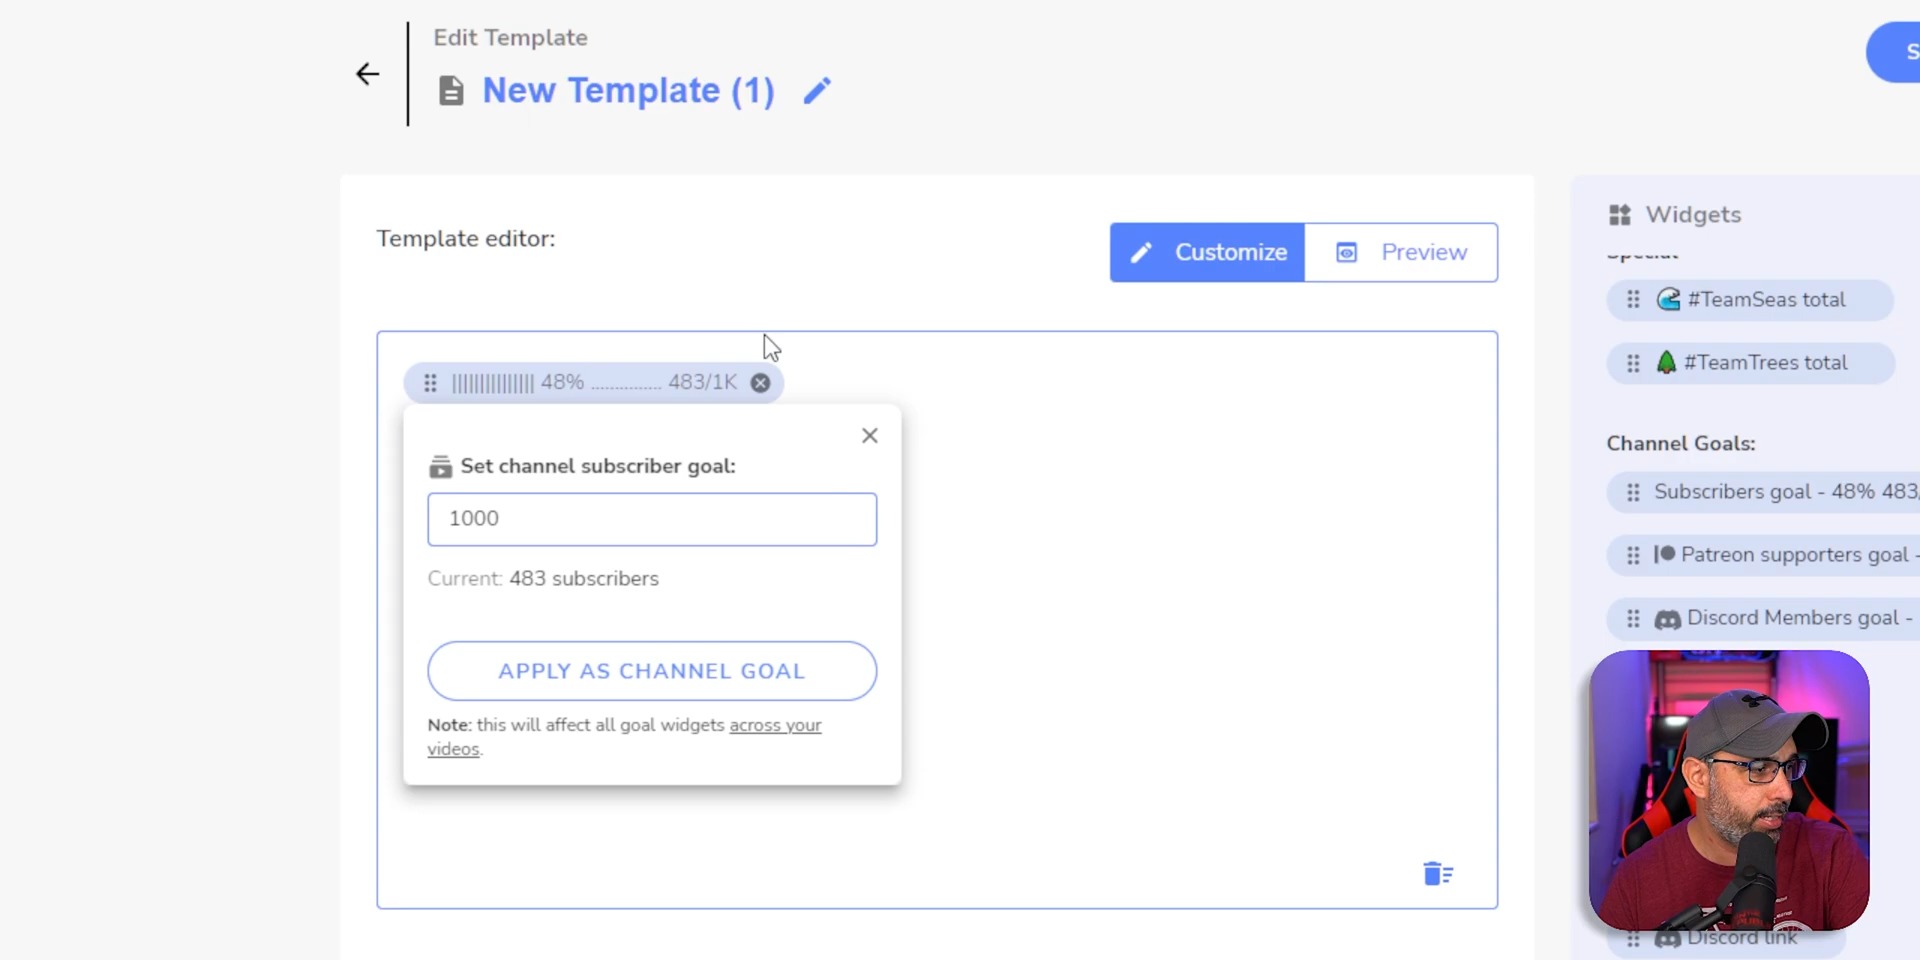 Edit Template
New Template (1)
S
Template editor:
Customize
Preview
|||||||||||||||| 48% ............... 483/1K
Set channel subscriber goal:
1000
Current: 483 subscribers
APPLY AS CHANNEL GOAL
Note: this will affect all goal widgets across your
videos.
Widgets
Special
#TeamSeas total
#TeamTrees total
Channel Goals:
Subscribers goal - 48% 483/
Patreon supporters goal -
Discord Members goal -
Discord link